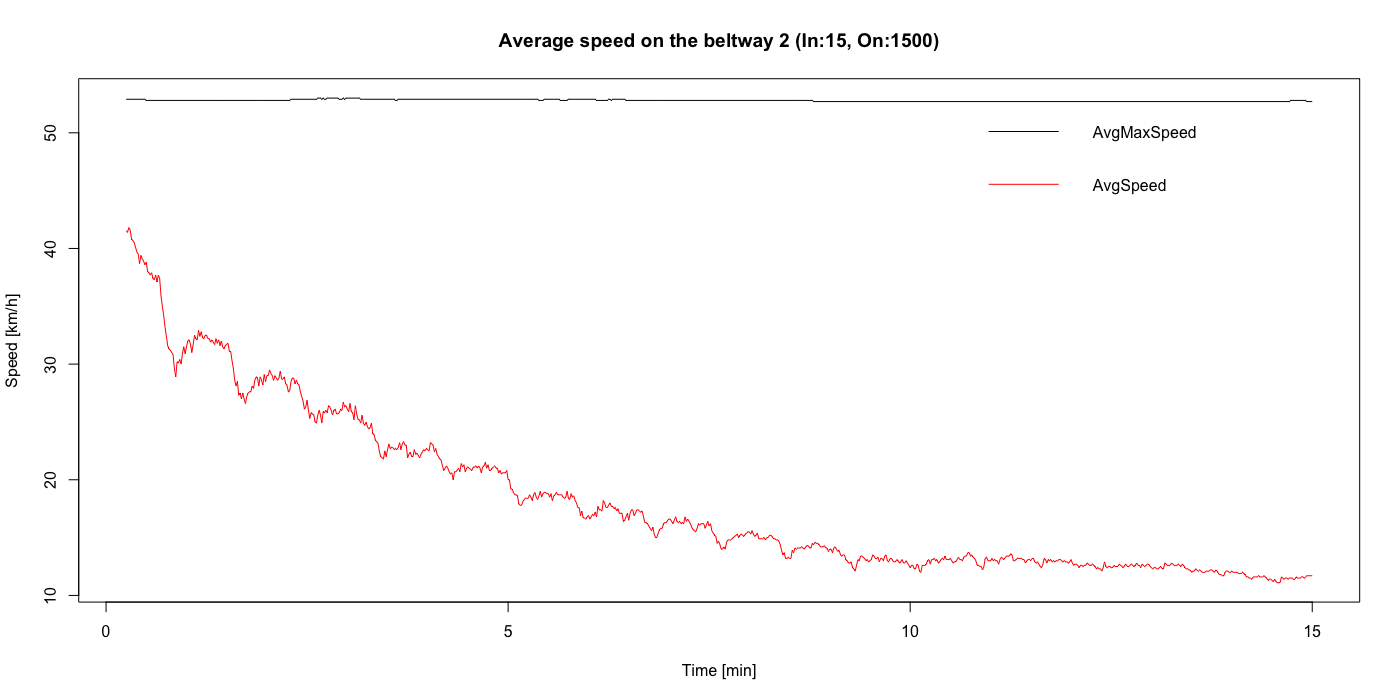 Average speed on the beltway 2 (In:15, On:1500)
50
40
30
20
10
Speed [km/h]
AvgMaxSpeed
AvgSpeed
0 5 10 15
Time [min]